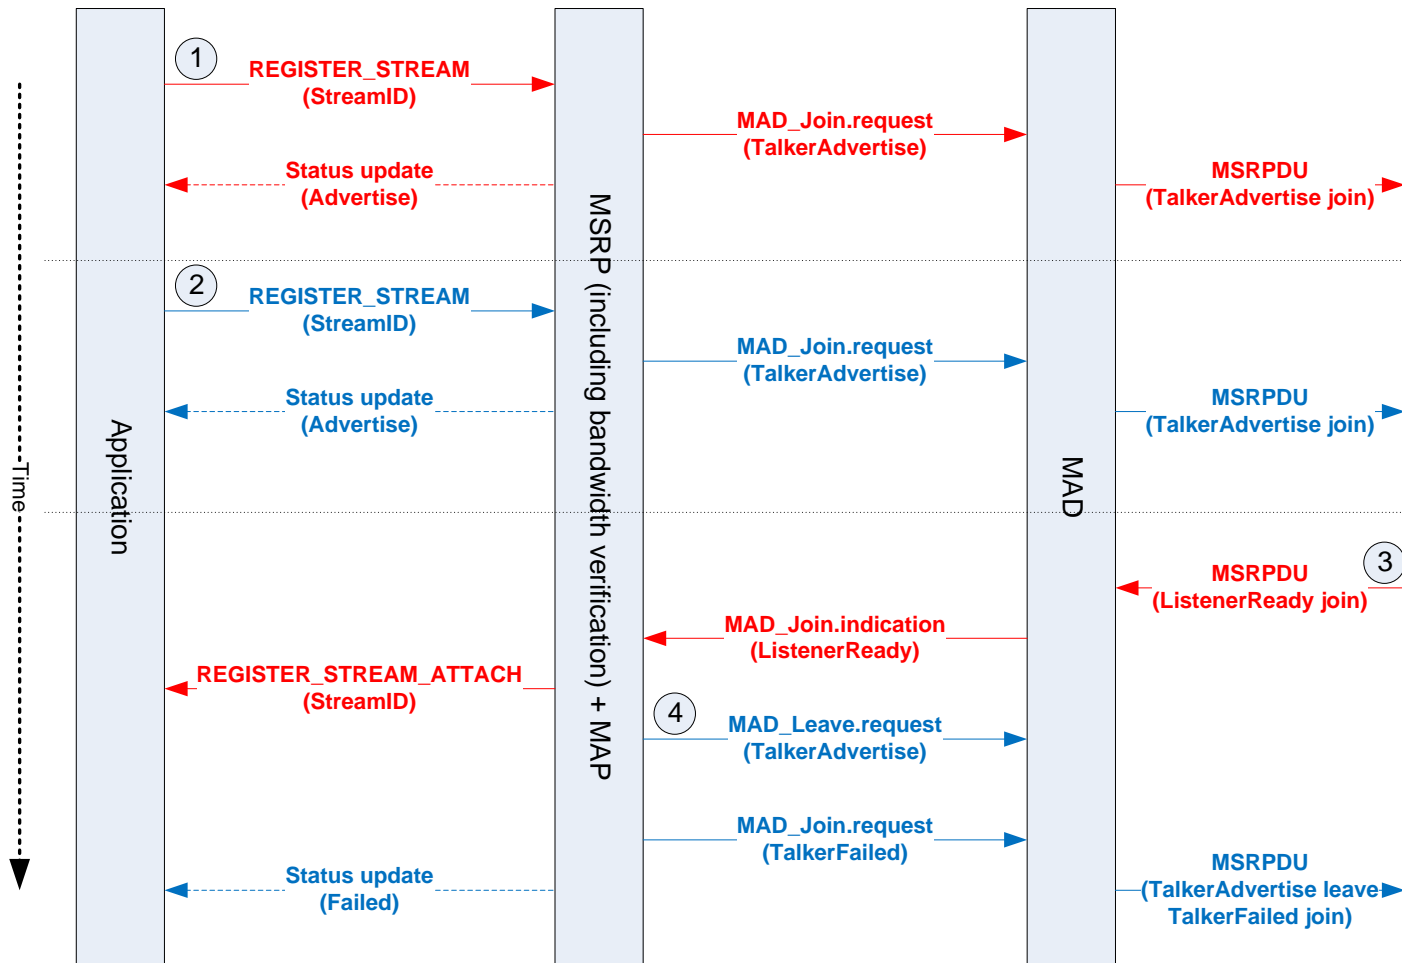 1
REGISTER_STREAM
(StreamID)
MAD_Join.request
(TalkerAdvertise)
Status update
(Advertise)
MSRPDU
(TalkerAdvertise join)
2
REGISTER_STREAM
(StreamID)
MAD_Join.request
(TalkerAdvertise)
Status update
(Advertise)
MSRPDU
(TalkerAdvertise join)
Time
Application
MSRP (including bandwidth verification) + MAP
MAD
3
MSRPDU
(ListenerReady join)
MAD_Join.indication
(ListenerReady)
REGISTER_STREAM_ATTACH
(StreamID)
4
MAD_Leave.request
(TalkerAdvertise)
MAD_Join.request
(TalkerFailed)
Status update
(Failed)
MSRPDU
(TalkerAdvertise leave
TalkerFailed join)